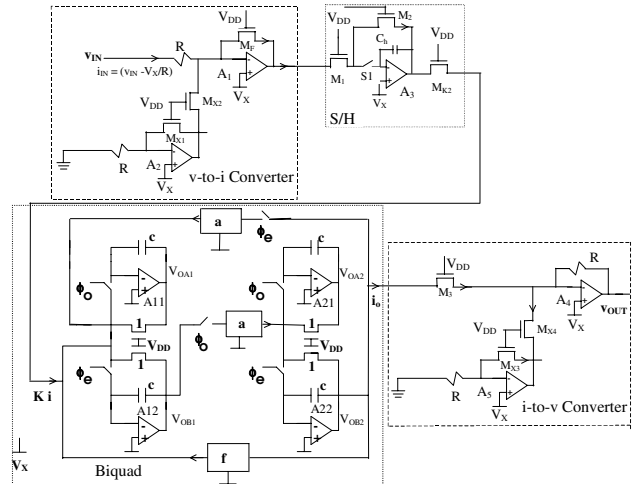 V_DD V_DD
M_F M_2
v_IN R C_h V_DD
i_IN = (v_IN -V_X/R) A_1 M_1 S1 A_3 M_K2
V_DD M_X2 V_X V_X
S/H
M_X1
R A_2
V_X v-to-i Converter
a ϕ_e
c c
ϕ_o V_OA1 ϕ_o V_OA2
A11 A21
V_DD R
i_o M_3 A_4 v_OUT
1 a 1
ϕ_o
V_DD V_DD
V_X
1 1
V_DD M_X4
ϕ_e c ϕ_e c
M_X3
K i A12 A22
R A_5
V_OB1 V_OB2
V_X i-to-v Converter
V_X Biquad f